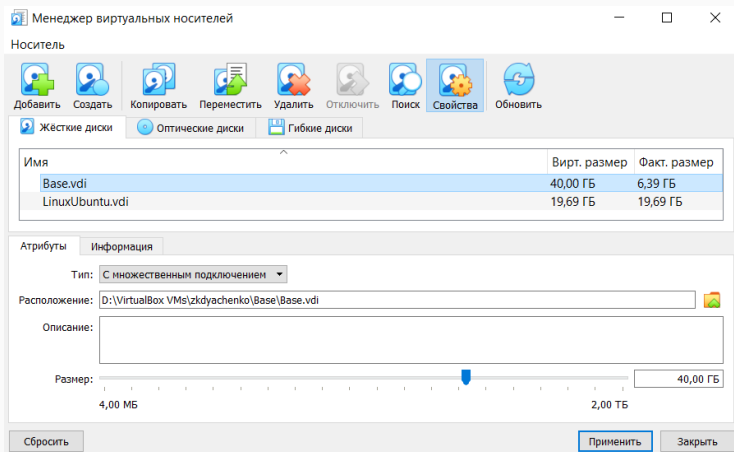 Менеджер виртуальных носителей
Носитель
Добавить Создать Копировать Переместить Удалить Отключить Поиск Свойства Обновить
Жёсткие диски Оптические диски Гибкие диски
Имя Вирт. размер Факт. размер
Base.vdi 40,00 ГБ 6,39 ГБ
LinuxUbuntu.vdi 19,69 ГБ 19,69 ГБ
Атрибуты Информация
Тип: С множественным подключением
Расположение: D:\VirtualBox VMs\zkdyachenko\Base\Base.vdi
Описание:
Размер: 40,00 ГБ
4,00 МБ 2,00 ТБ
Сбросить Применить Закрыть